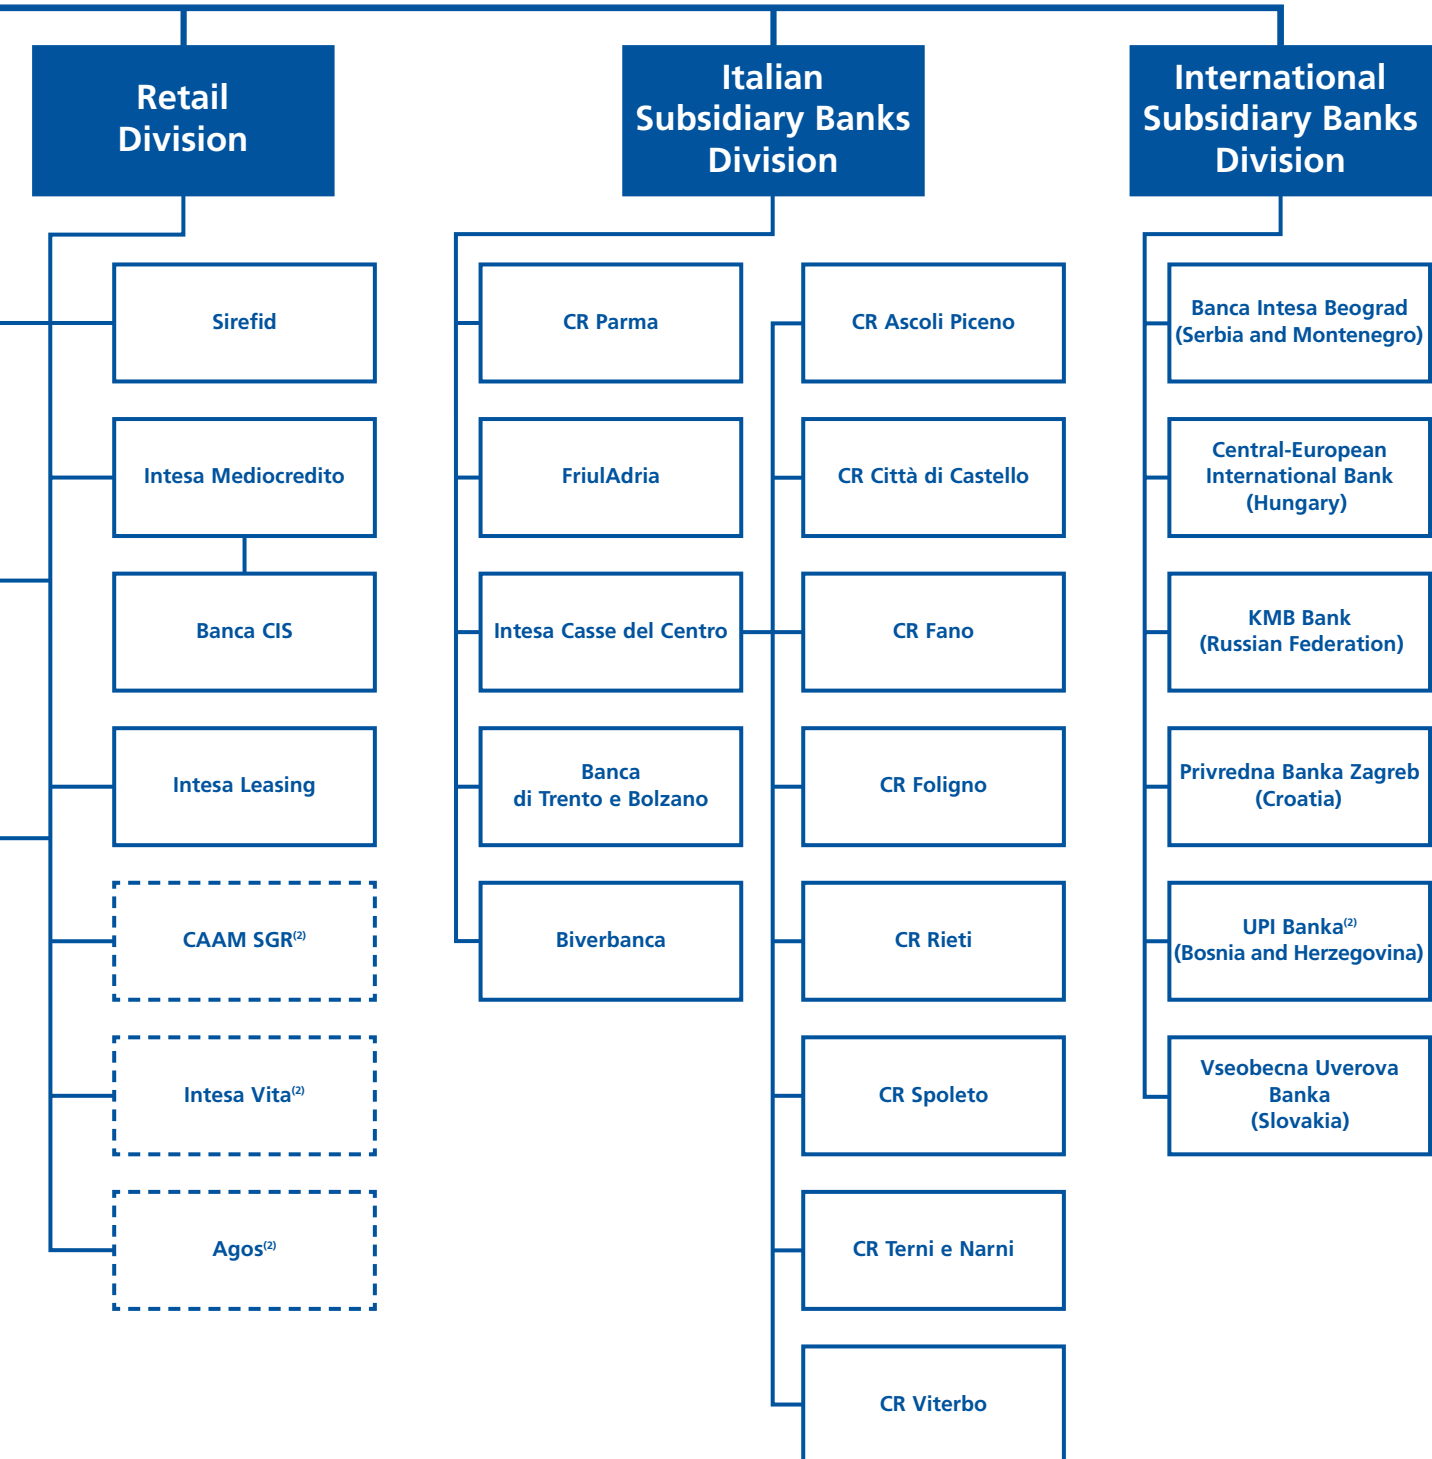 Retail
Division
Sirefid
Intesa Mediocredito
Banca CIS
Intesa Leasing
CAAM SGR(2)
Intesa Vita(2)
Agos(2)
Italian
Subsidiary Banks
Division
CR Parma
FriulAdria
Intesa Casse del Centro
Banca
di Trento e Bolzano
Biverbanca
CR Ascoli Piceno
CR Città di Castello
CR Fano
CR Foligno
CR Rieti
CR Spoleto
CR Terni e Narni
CR Viterbo
International
Subsidiary Banks
Division
Banca Intesa Beograd
(Serbia and Montenegro)
Central-European
International Bank
(Hungary)
KMB Bank
(Russian Federation)
Privredna Banka Zagreb
(Croatia)
UPI Banka(2)
(Bosnia and Herzegovina)
Vseobecna Uverova
Banka
(Slovakia)